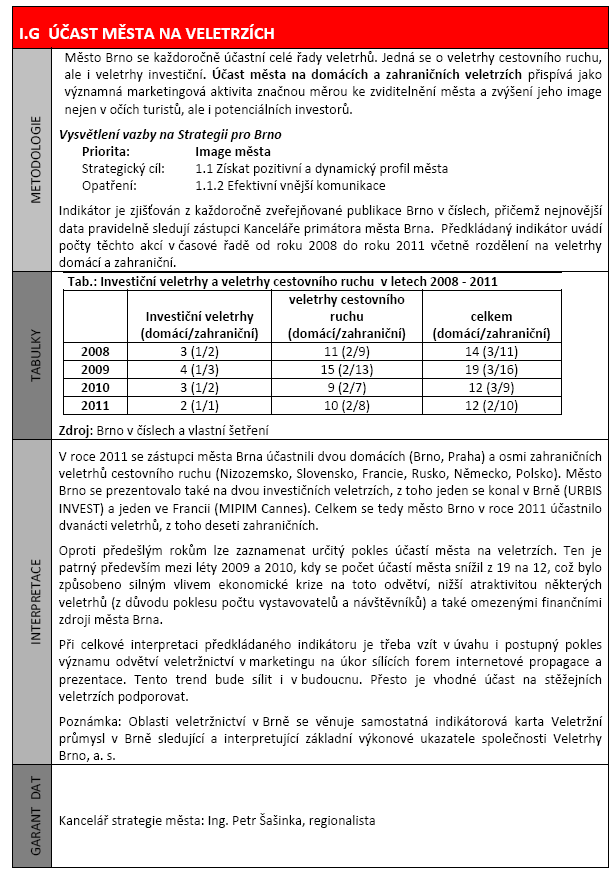 I.G ÚČAST MĚSTA NA VELETRZÍCH
METODOLOGIE
Město Brno se každoročně účastní celé řady veletrhů. Jedná se o veletrhy cestovního ruchu,
ale i veletrhy investiční. Účast města na domácích a zahraničních veletrzích přispívá jako
významná marketingová aktivita značnou měrou ke zviditelnění města a zvýšení jeho image
nejen v očích turistů, ale i potenciálních investorů.
Vysvětlení vazby na Strategii pro Brno
Priorita: Image města
Strategický cíl: 1.1 Získat pozitivní a dynamický profil města
Opatření: 1.1.2 Efektivní vnější komunikace
Indikátor je zjišťován z každoročně zveřejňované publikace Brno v číslech, přičemž nejnovější
data pravidelně sledují zástupci Kanceláře primátora města Brna. Předkládaný indikátor uvádí
počty těchto akcí v časové řadě od roku 2008 do roku 2011 včetně rozdělení na veletrhy
domácí a zahraniční.
TABULKY
Tab.: Investiční veletrhy a veletrhy cestovního ruchu v letech 2008 - 2011
Investiční veletrhy (domácí/zahraniční) veletrhy cestovního ruchu (domácí/zahraniční) celkem (domácí/zahraniční)
2008 3 (1/2) 11 (2/9) 14 (3/11)
2009 4 (1/3) 15 (2/13) 19 (3/16)
2010 3 (1/2) 9 (2/7) 12 (3/9)
2011 2 (1/1) 10 (2/8) 12 (2/10)
Zdroj: Brno v číslech a vlastní šetření
INTERPRETACE
V roce 2011 se zástupci města Brna účastnili dvou domácích (Brno, Praha) a osmi zahraničních
veletrhů cestovního ruchu (Nizozemsko, Slovensko, Francie, Rusko, Německo, Polsko). Město
Brno se prezentovalo také na dvou investičních veletrzích, z toho jeden se konal v Brně (URBIS
INVEST) a jeden ve Francii (MIPIM Cannes). Celkem se tedy město Brno v roce 2011 účastnilo
dvanácti veletrhů, z toho deseti zahraničních.
Oproti předešlým rokům lze zaznamenat určitý pokles účastí města na veletrzích. Ten je
patrný především mezi léty 2009 a 2010, kdy se počet účastí města snížil z 19 na 12, což bylo
způsobeno silným vlivem ekonomické krize na toto odvětví, nižší atraktivitou některých
veletrhů (z důvodu poklesu počtu vystavovatelů a návštěvníků) a také omezenými finančními
zdroji města Brna.
Při celkové interpretaci předkládaného indikátoru je třeba vzít v úvahu i postupný pokles
významu odvětví veletržnictví v marketingu na úkor sílících forem internetové propagace a
prezentace. Tento trend bude sílit i v budoucnu. Přesto je vhodné účast na stěžejních
veletrzích podporovat.
Poznámka: Oblasti veletržnictví v Brně se věnuje samostatná indikátorová karta Veletržní
průmysl v Brně sledující a interpretující základní výkonové ukazatele společnosti Veletrhy
Brno, a. s.
GARANT DAT
Kancelář strategie města: Ing. Petr Šašinka, regionalista